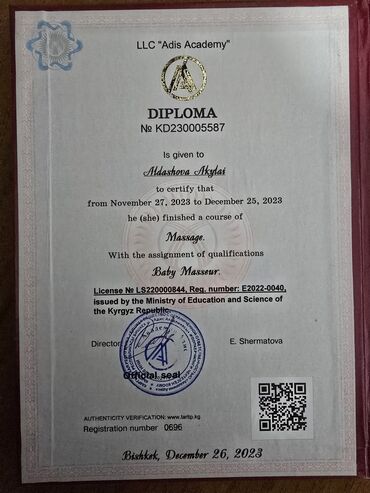 LLC "Adis Academy"
DIPLOMA
№ KD230005587
Is given to
Aldashova Akylai
to certify that
from November 27, 2023 to December 25, 2023
he (she) finished a course of
Massage.
With the assignment of qualifications
Baby Masseur.
License № LS220000844, Reg. number: E2022-0040,
issued by the Ministry of Education and Science of
the Kyrgyz Republic.
Director E. Shermatova
Official seal
AUTHENTICITY VERIFICATION: www.tartip.kg
Registration number 0696
Bishkek, December 26, 2023